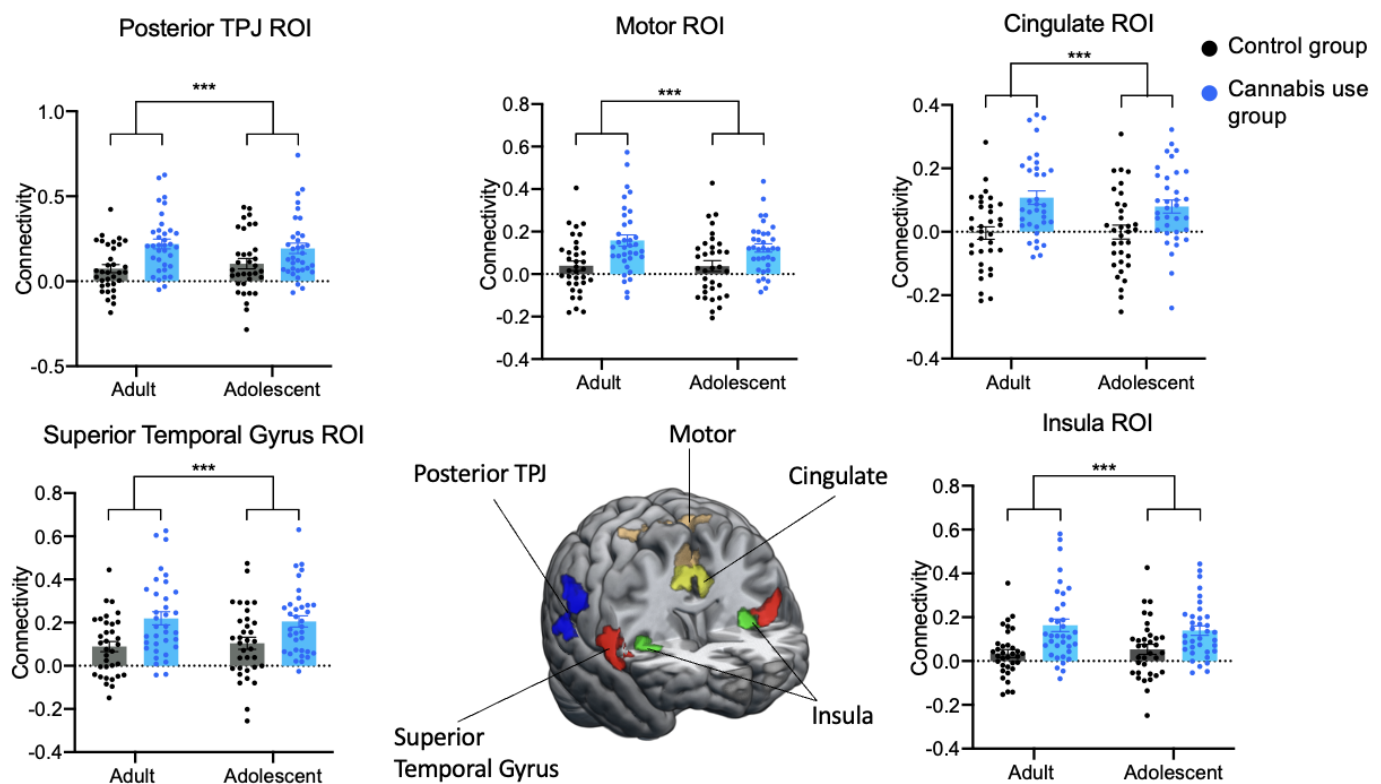 Posterior TPJ ROI
Motor ROI
Cingulate ROI
Control group
Cannabis use
group
***
***
***
Connectivity
1.0
0.5
0.0
-0.5
Adult
Adolescent
Connectivity
0.8
0.6
0.4
0.2
0.0
-0.2
-0.4
Adult
Adolescent
Connectivity
0.4
0.2
0.0
-0.2
-0.4
Adult
Adolescent
Superior Temporal Gyrus ROI
***
Connectivity
0.8
0.6
0.4
0.2
0.0
-0.2
-0.4
Adult
Adolescent
Motor
Posterior TPJ
Cingulate
Insula
Superior
Temporal Gyrus
Insula ROI
***
Connectivity
0.8
0.6
0.4
0.2
0.0
-0.2
-0.4
Adult
Adolescent